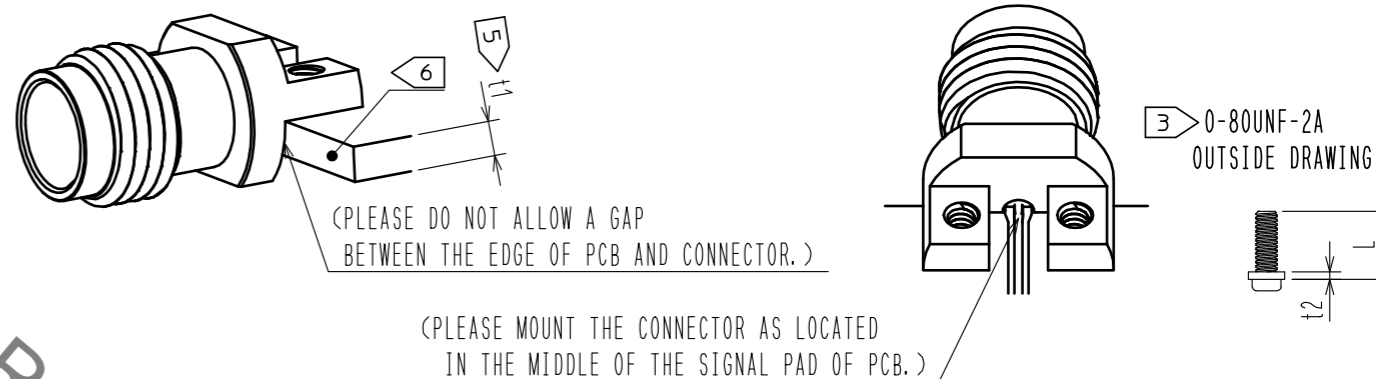 5
t1
6
(PLEASE DO NOT ALLOW A GAP
BETWEEN THE EDGE OF PCB AND CONNECTOR.)
(PLEASE MOUNT THE CONNECTOR AS LOCATED
IN THE MIDDLE OF THE SIGNAL PAD OF PCB.)
3 0-80UNF-2A
OUTSIDE DRAWING
L
t2